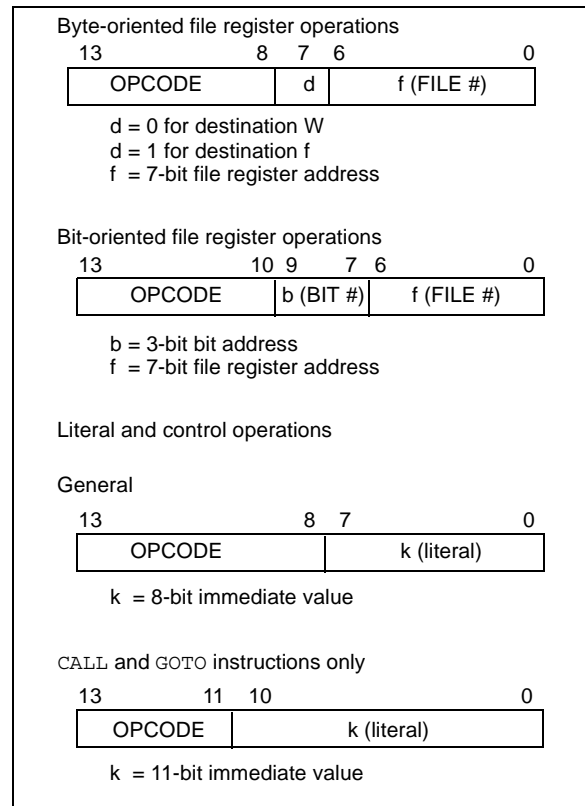 Byte-oriented file register operations
13 8 7 6 0
OPCODE d f (FILE #)
d = 0 for destination W
d = 1 for destination f
f = 7-bit file register address
Bit-oriented file register operations
13 10 9 7 6 0
OPCODE b (BIT #) f (FILE #)
b = 3-bit bit address
f = 7-bit file register address
Literal and control operations
General
13 8 7 0
OPCODE k (literal)
k = 8-bit immediate value
CALL and GOTO instructions only
13 11 10 0
OPCODE k (literal)
k = 11-bit immediate value